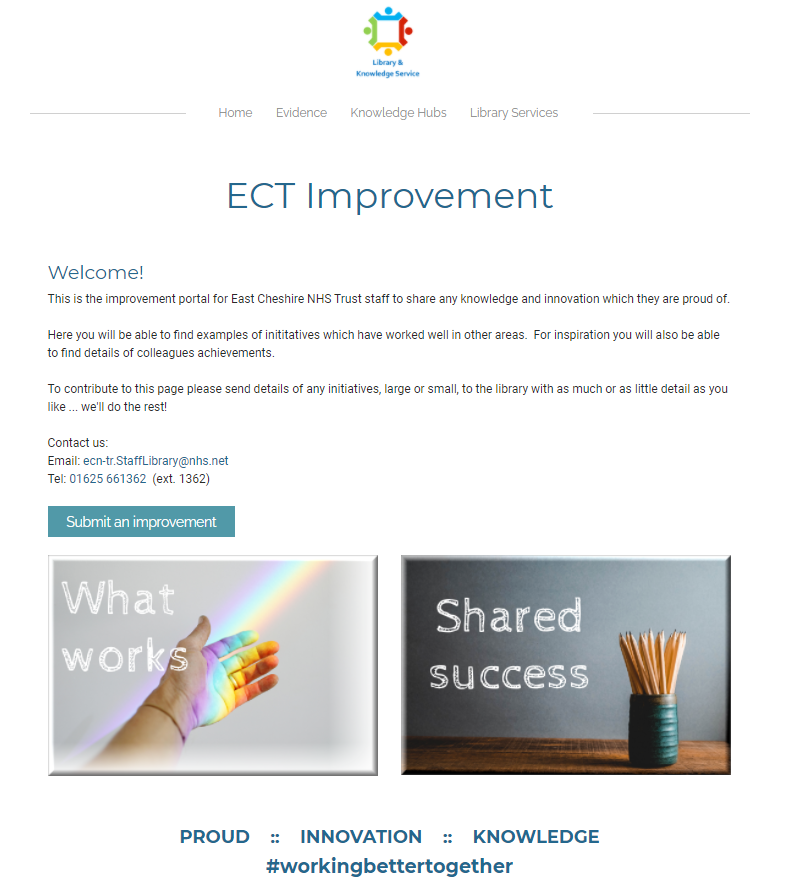 Library &
Knowledge Service
Home Evidence Knowledge Hubs Library Services
ECT Improvement
Welcome!
This is the improvement portal for East Cheshire NHS Trust staff to share any knowledge and innovation which they are proud of.
Here you will be able to find examples of inititatives which have worked well in other areas. For inspiration you will also be able
to find details of colleagues achievements.
To contribute to this page please send details of any initiatives, large or small, to the library with as much or as little detail as you
like ... we'll do the rest!
Contact us:
Email: ecn-tr.StaffLibrary@nhs.net
Tel: 01625 661362 (ext. 1362)
Submit an improvement
What
works
Shared
success
PROUD :: INNOVATION :: KNOWLEDGE
#workingbettertogether